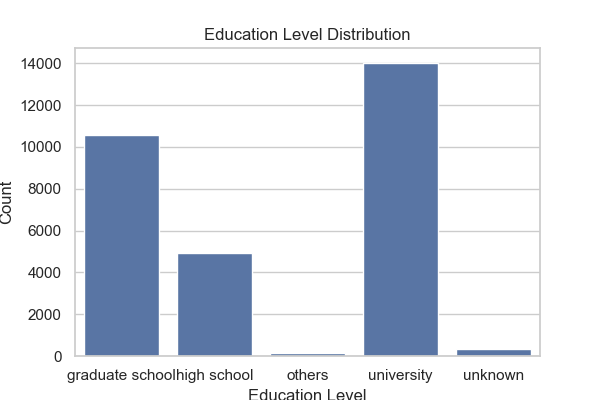 Education Level Distribution
14000
12000
10000
8000
6000
4000
2000
0
Count
graduate school high school others university unknown
Education Level